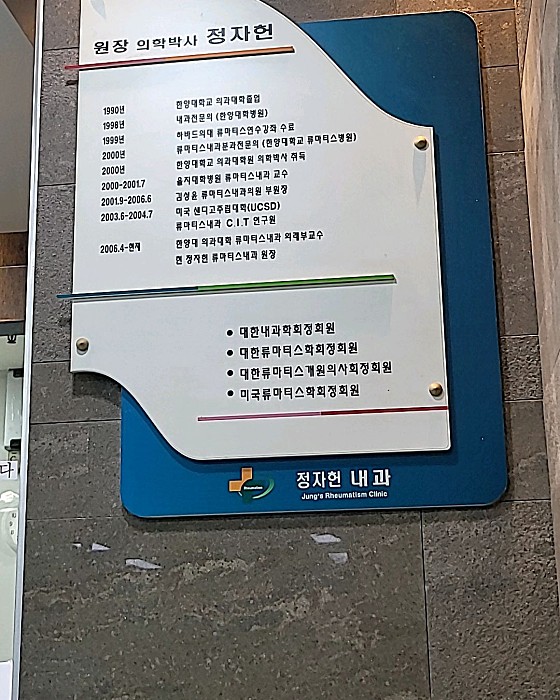 원장 의학박사 정자헌
1990년 한양대학교 의과대학졸업
1998년 내과전문의 (한양대학병원)
1999년 하바드의대 류마티스연수강좌 수료
2000년 류마티스내과분과전문의 (한양대학교 류마티스병원)
2000년 한양대학교 의과대학원 의학박사 취득
2000-2001.7 을지대학병원 류마티스내과 교수
2001.9-2006.6 김성윤 류마티스내과의원 부원장
2003.6-2004.7 미국 샌디고주립대학(UCSD)
류마티스내과 C.I.T 연구원
2006.4-현재 한양대 의과대학 류마티스내과 외래부교수
현 정자헌 류마티스내과 원장
• 대한내과학회정회원
• 대한류마티스학회정회원
• 대한류마티스개원의사회정회원
• 미국류마티스학회정회원
다
Rheumatism
정자헌 내과
Jung's Rheumatism Clinic